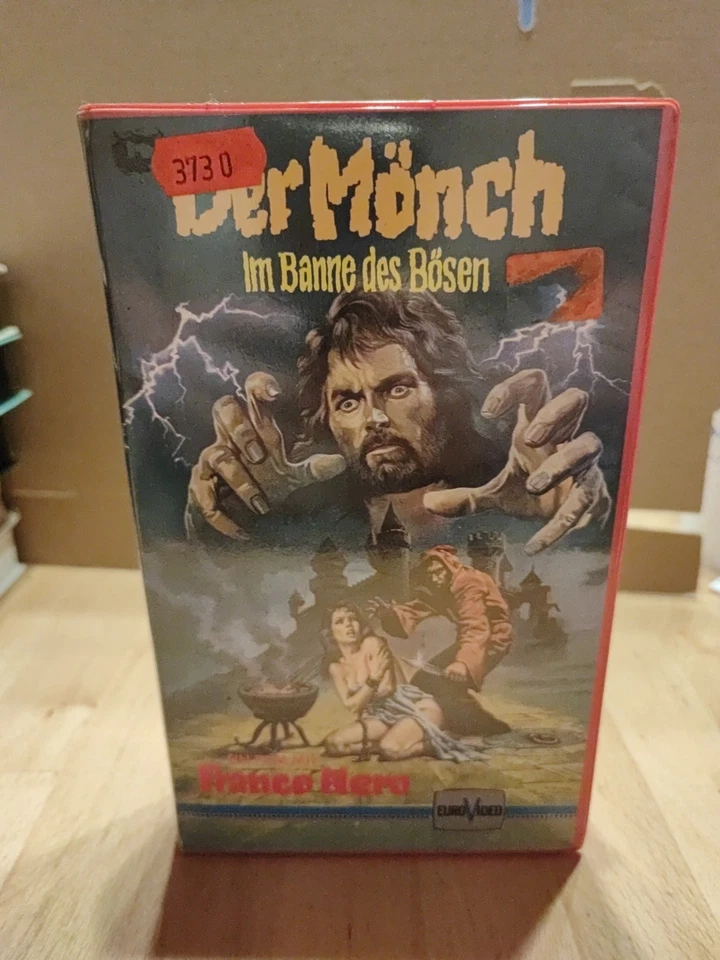 3730
Der Mönch
Im Banne des Bösen
Franco Nero
EUROVIDEO